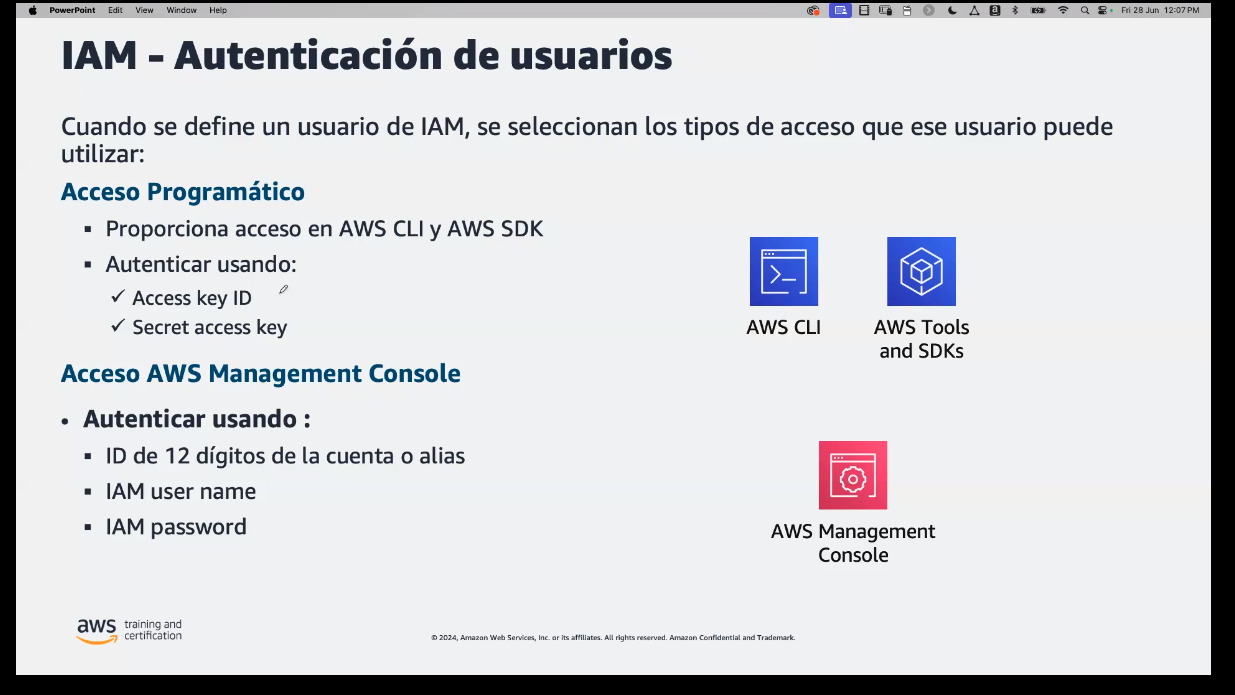 PowerPoint Edit View Window Help
Fri 28 Jun 12:07 PM
IAM - Autenticación de usuarios
Cuando se define un usuario de IAM, se seleccionan los tipos de acceso que ese usuario puede
utilizar:
Acceso Programático
▪ Proporciona acceso en AWS CLI y AWS SDK
▪ Autenticar usando:
✓ Access key ID
✓ Secret access key
AWS CLI
AWS Tools
and SDKs
Acceso AWS Management Console
• Autenticar usando :
▪ ID de 12 dígitos de la cuenta o alias
▪ IAM user name
▪ IAM password
AWS Management
Console
aws training and
certification
© 2024, Amazon Web Services, Inc. or its affiliates. All rights reserved. Amazon Confidential and Trademark.